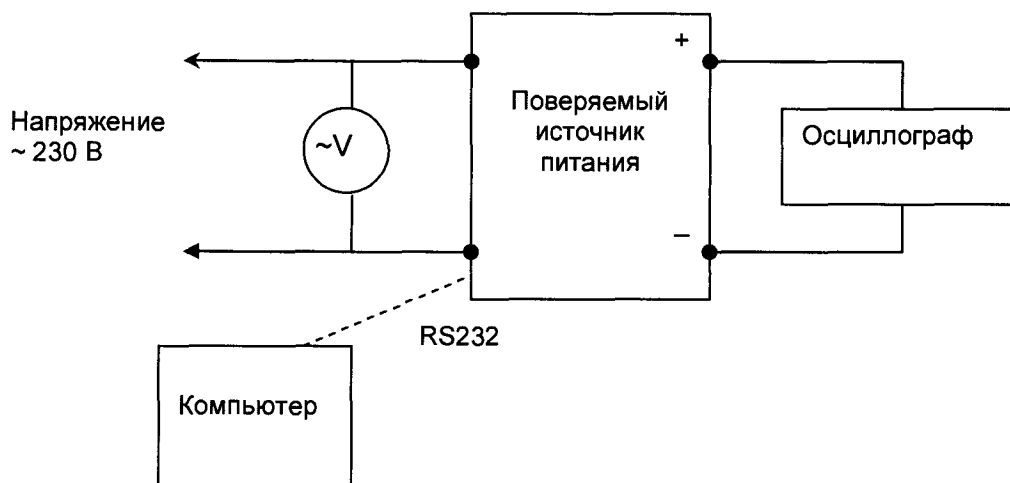 +
Поверяемый
источник
питания
Напряжение
~ 230 В
~V
Осциллограф
–
RS232
Компьютер